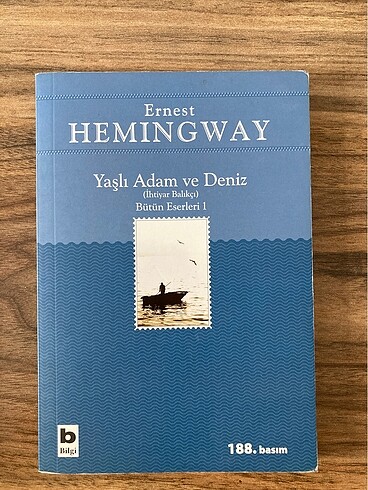 Ernest
HEMINGWAY
Yaşlı Adam ve Deniz
(İhtiyar Balıkçı)
Bütün Eserleri 1
b
Bilgi
188. basım